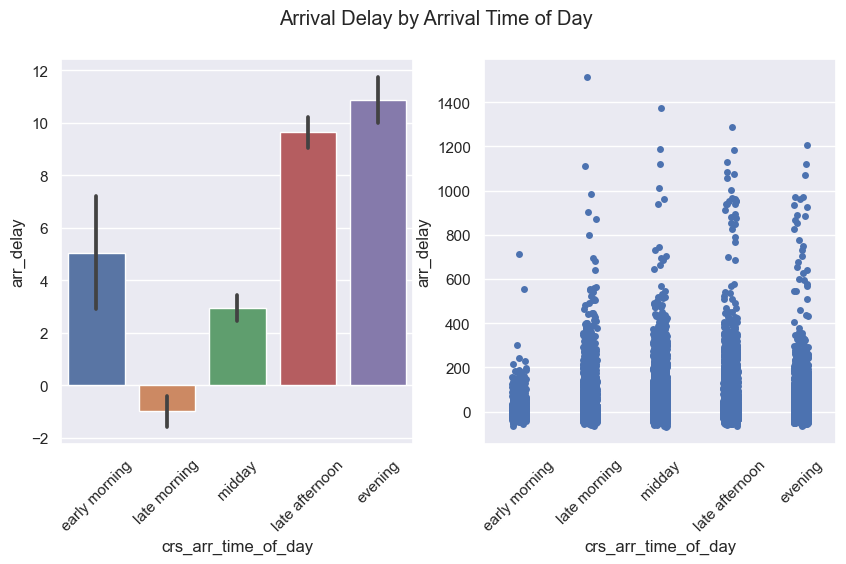 Arrival Delay by Arrival Time of Day
arr_delay
12
10
8
6
4
2
0
−2
early morning
late morning
midday
late afternoon
evening
crs_arr_time_of_day
arr_delay
1400
1200
1000
800
600
400
200
0
early morning
late morning
midday
late afternoon
evening
crs_arr_time_of_day